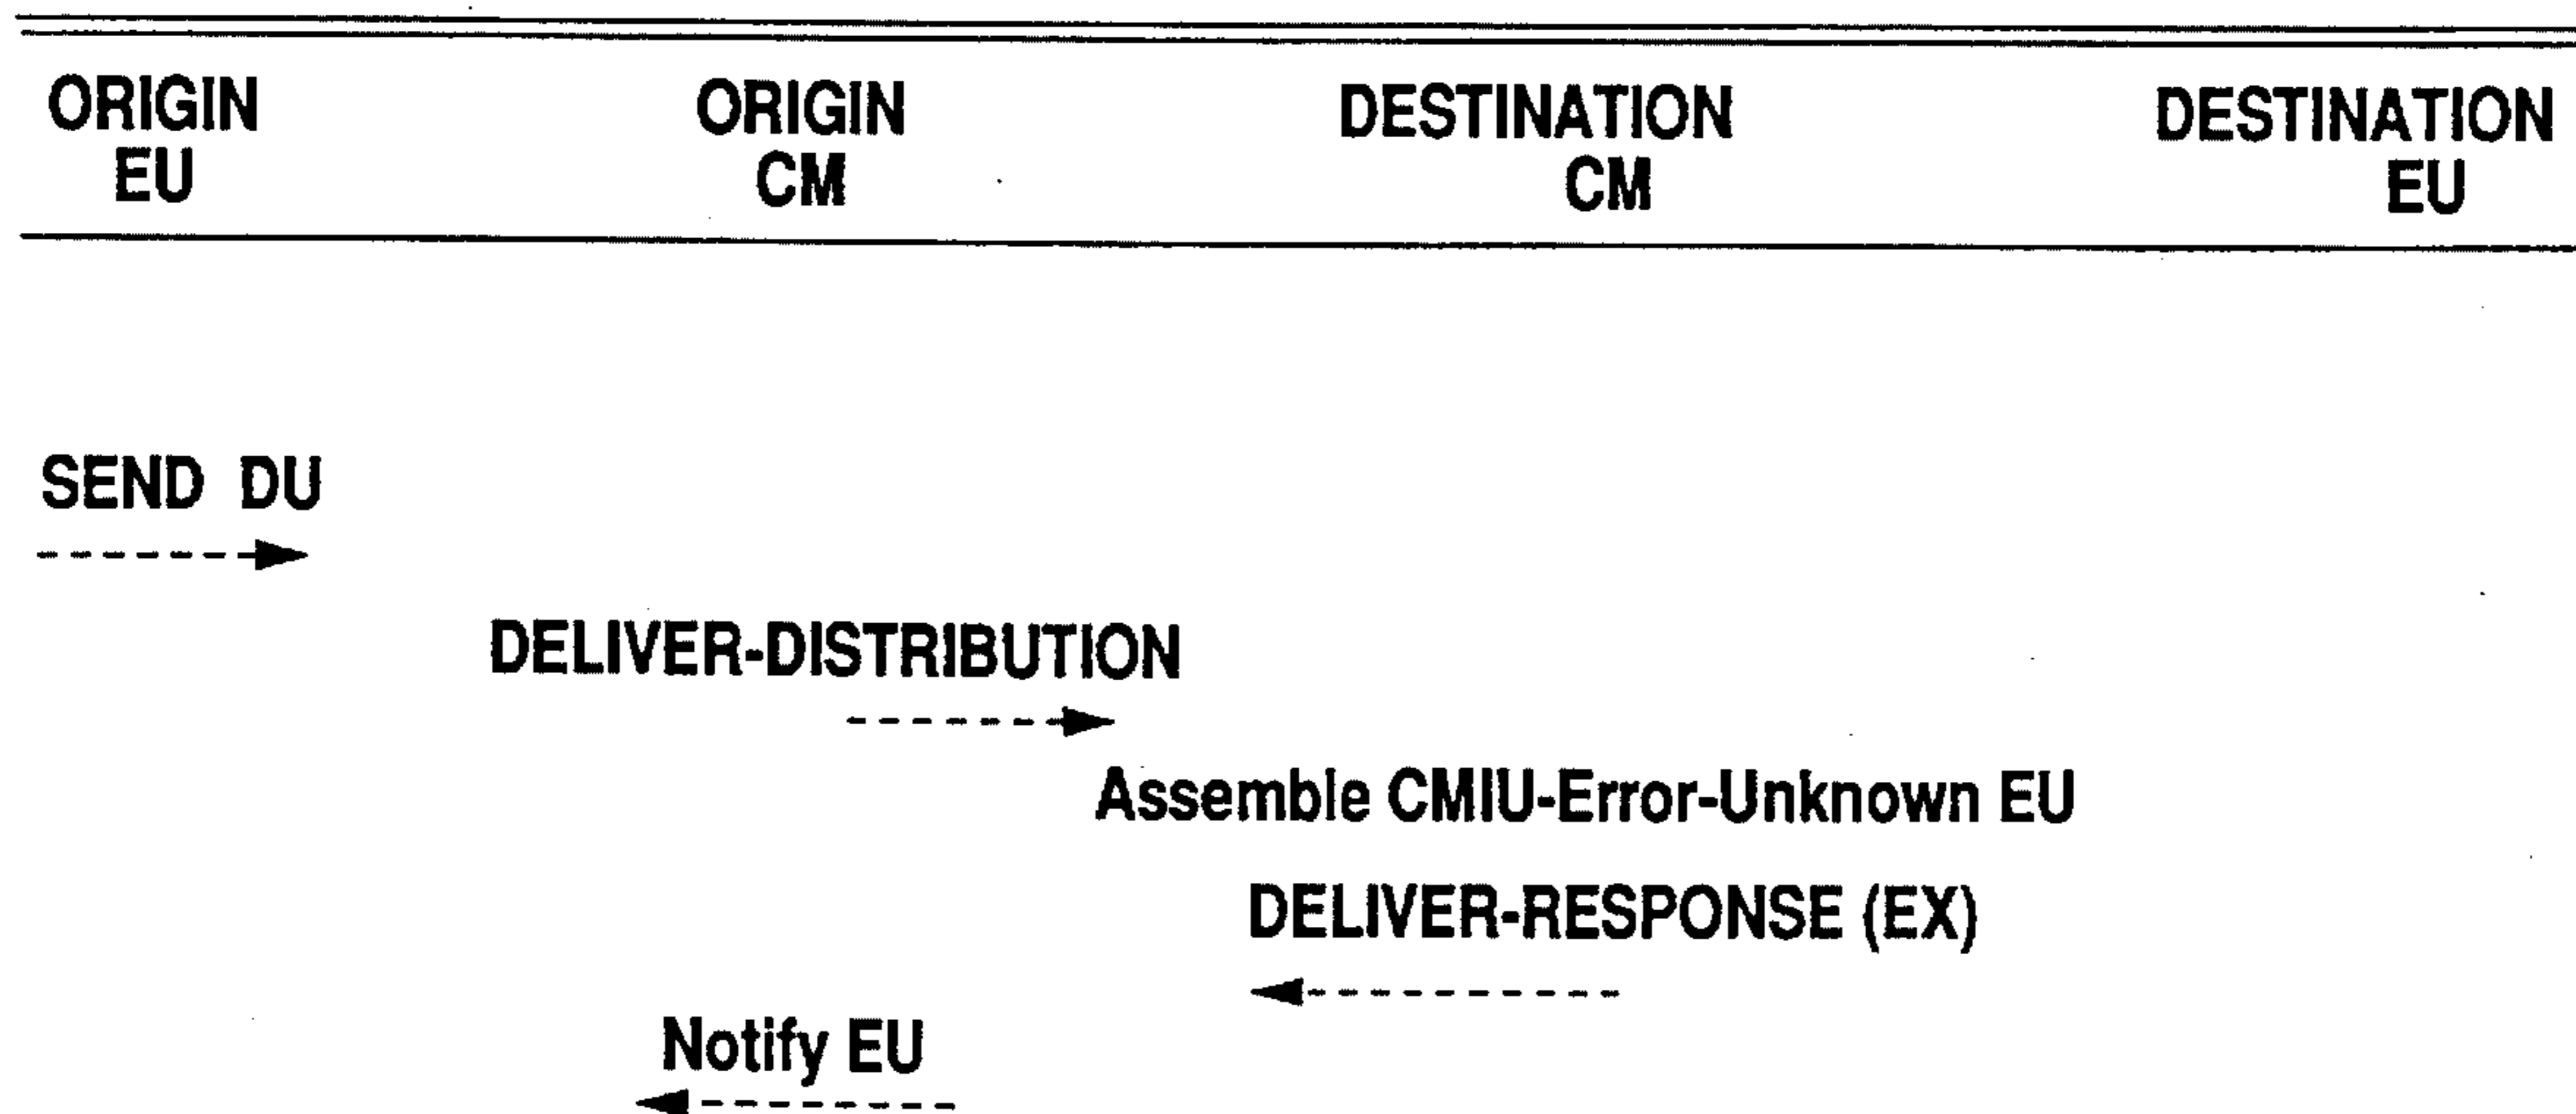 ORIGIN EU
ORIGIN CM
DESTINATION CM
DESTINATION EU
SEND DU
DELIVER-DISTRIBUTION
Assemble CMIU-Error-Unknown EU
DELIVER-RESPONSE (EX)
Notify EU